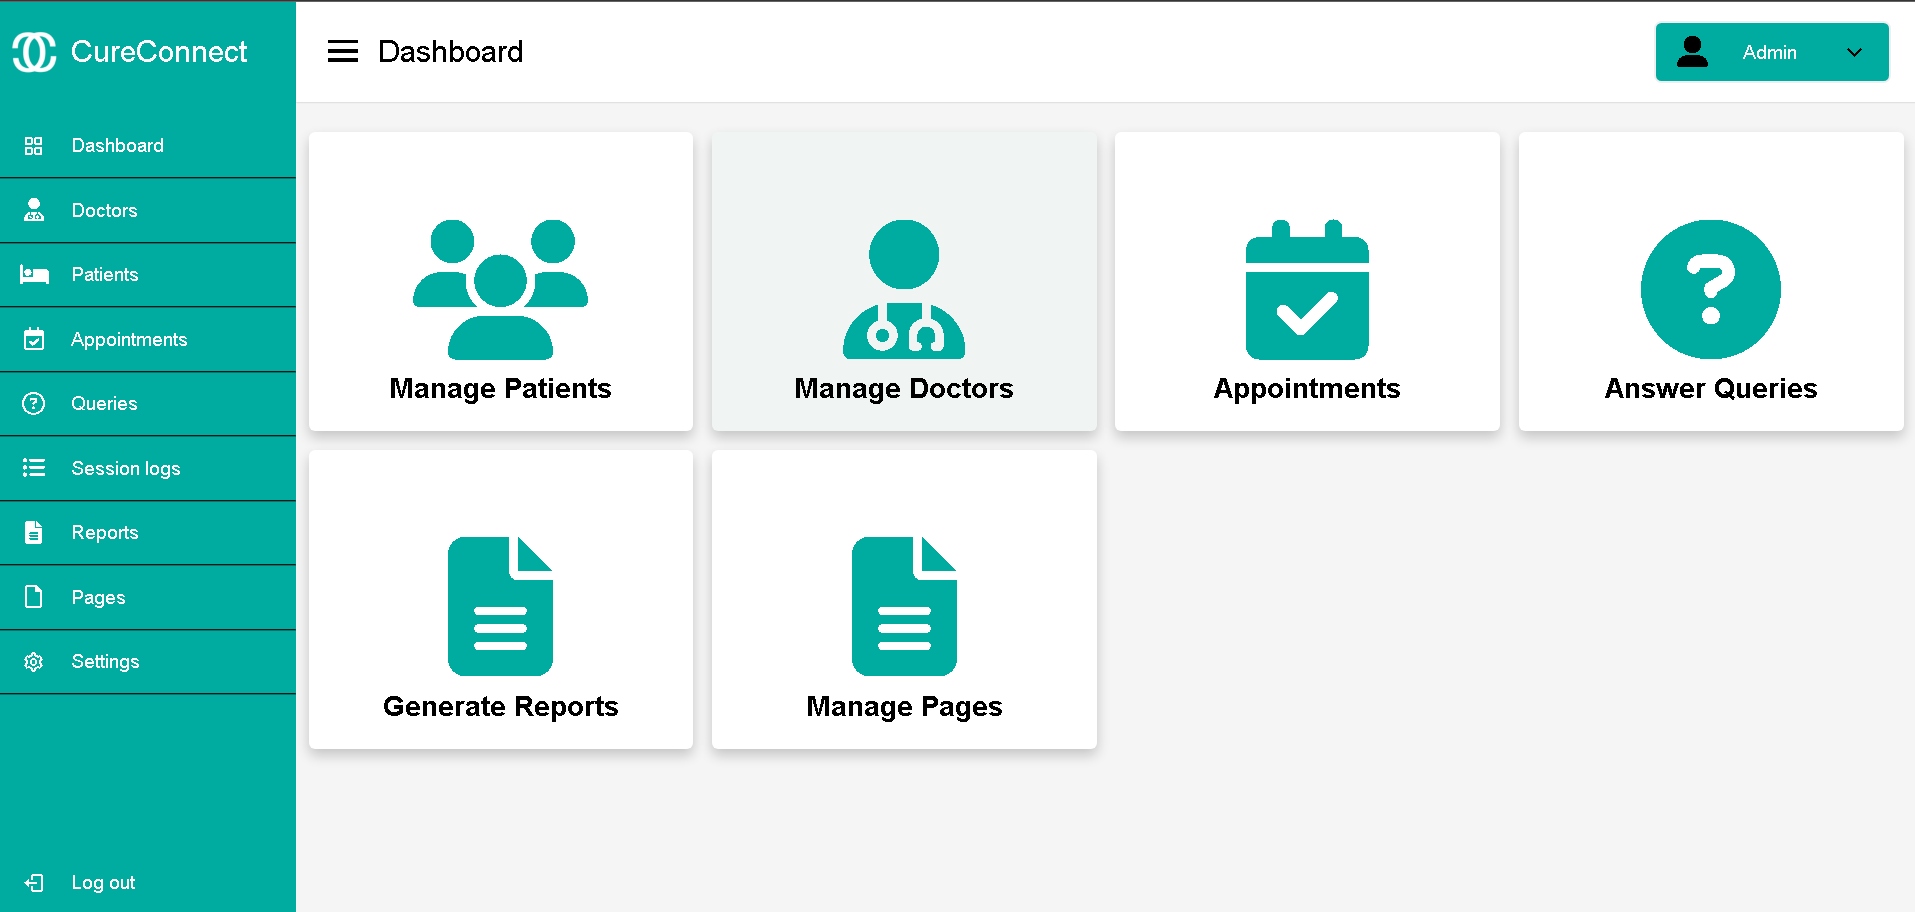 CureConnect
Dashboard
Doctors
Patients
Appointments
Queries
Session logs
Reports
Pages
Settings
Log out
Dashboard
Admin
Manage Patients
Manage Doctors
Appointments
Answer Queries
Generate Reports
Manage Pages